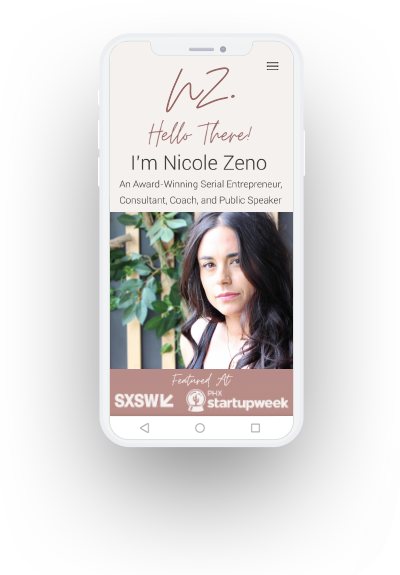 NZ.
Hello There!
I'm Nicole Zeno
An Award-Winning Serial Entrepreneur,
Consultant, Coach, and Public Speaker
Featured At
SXSW
PHX
startupweek